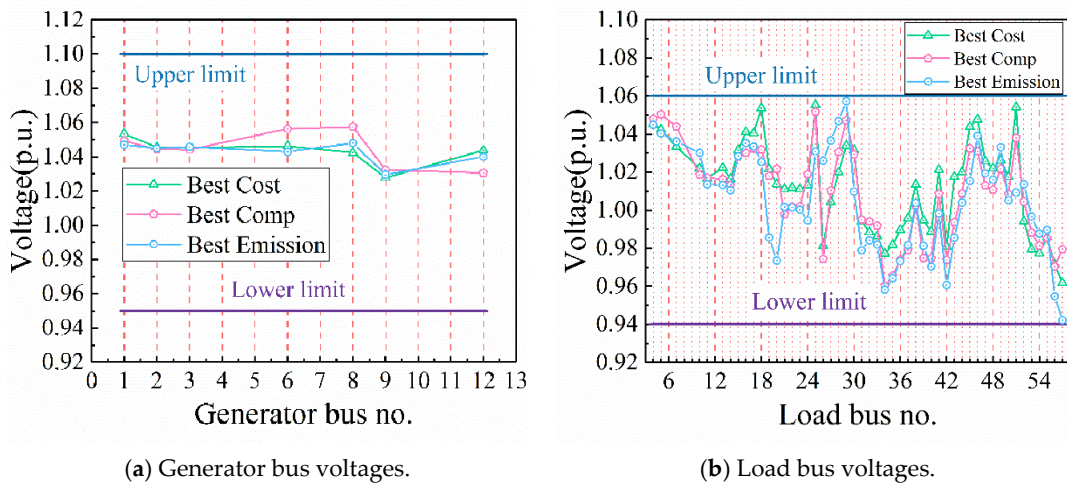 1.12
1.10
1.08
1.06
1.04
1.02
1.00
0.98
0.96
0.94
0.92
Voltage(p.u.)
Upper limit
Best Cost
Best Comp
Best Emission
Lower limit
0 1 2 3 4 5 6 7 8 9 10 11 12 13
Generator bus no.
(a) Generator bus voltages.
1.10
1.08
1.06
1.04
1.02
1.00
0.98
0.96
0.94
0.92
Voltage(p.u.)
Best Cost
Best Comp
Best Emission
Upper limit
Lower limit
6 12 18 24 30 36 42 48 54
Load bus no.
(b) Load bus voltages.